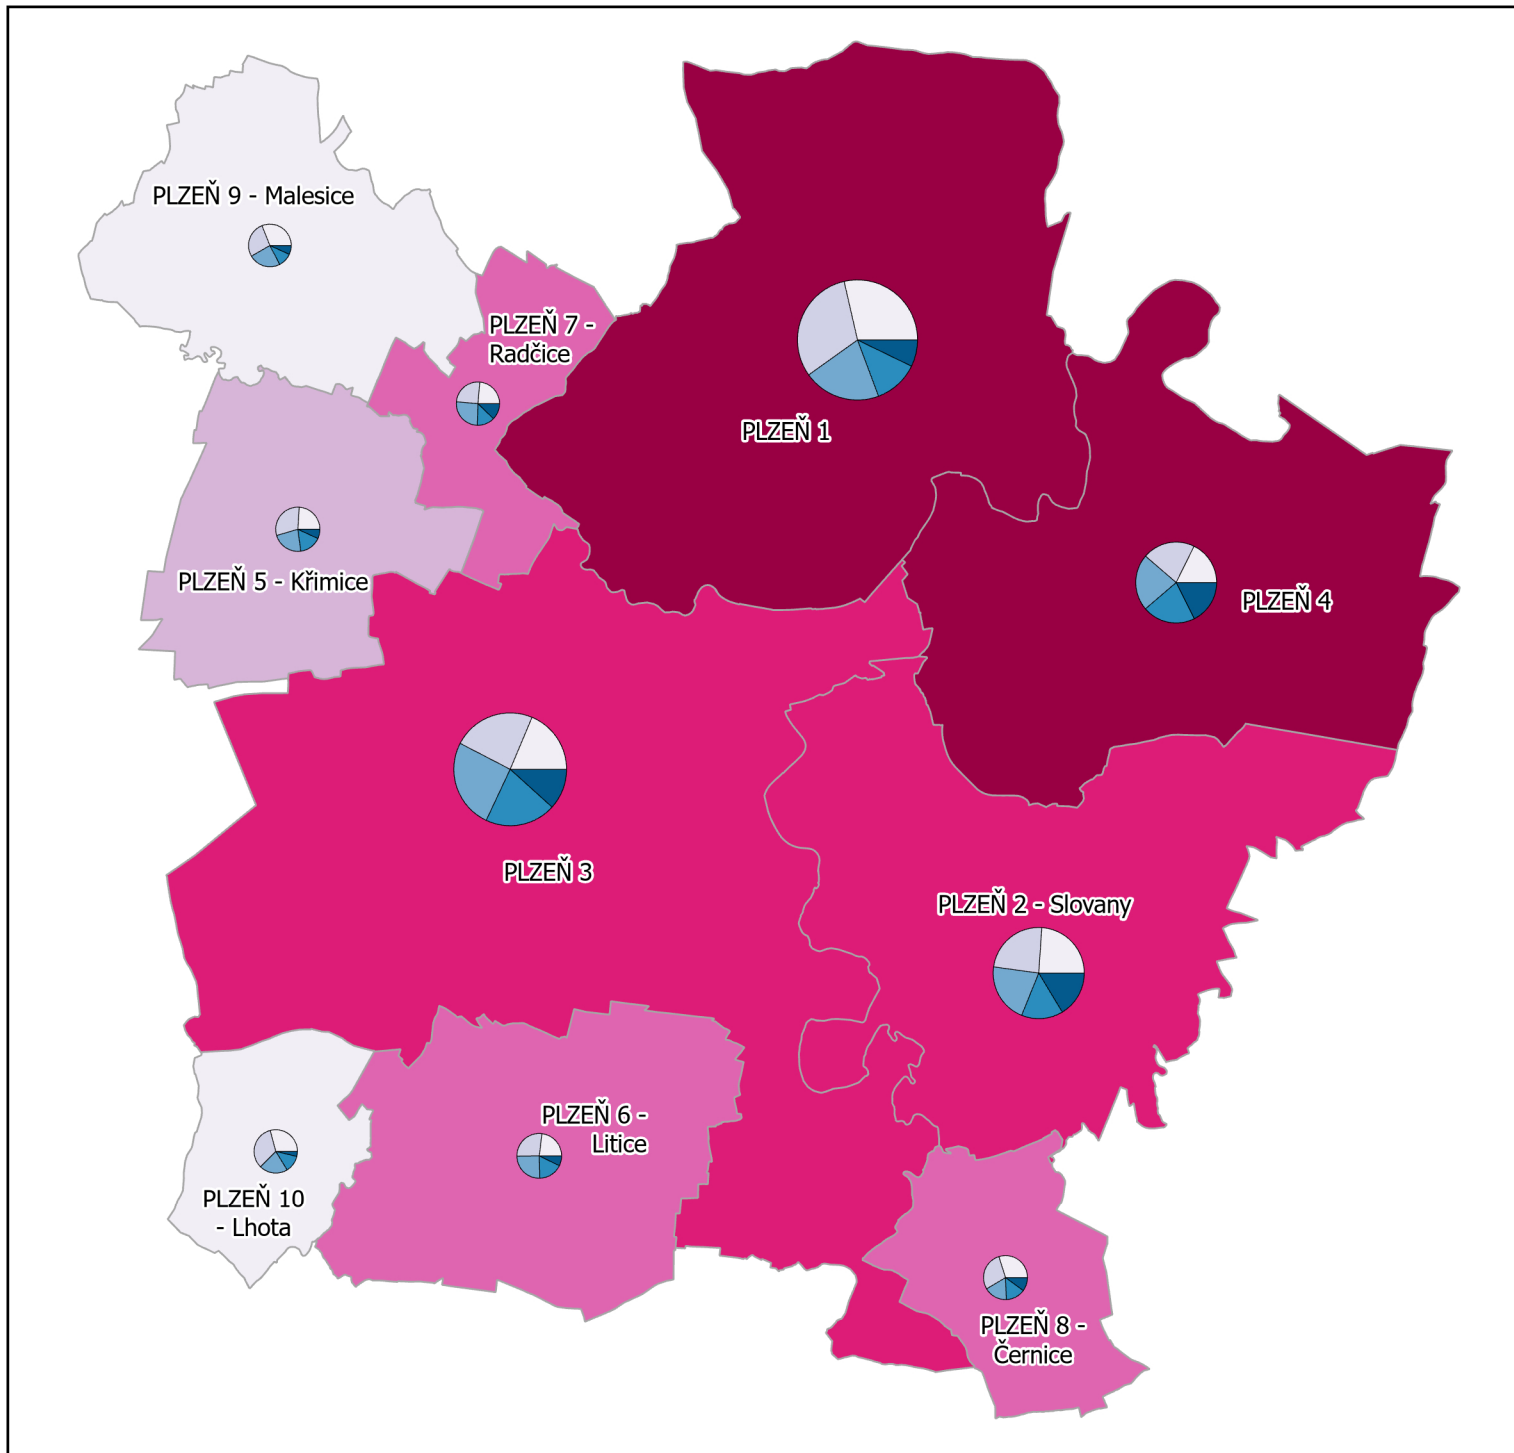 PLZEŇ 9 - Malesice
PLZEŇ 7 -
Radčice
PLZEŇ 1
PLZEŇ 5 - Křimice
PLZEŇ 4
PLZEŇ 3
PLZEŇ 2 - Slovany
PLZEŇ 6 -
Litice
PLZEŇ 10
- Lhota
PLZEŇ 8 -
Černice